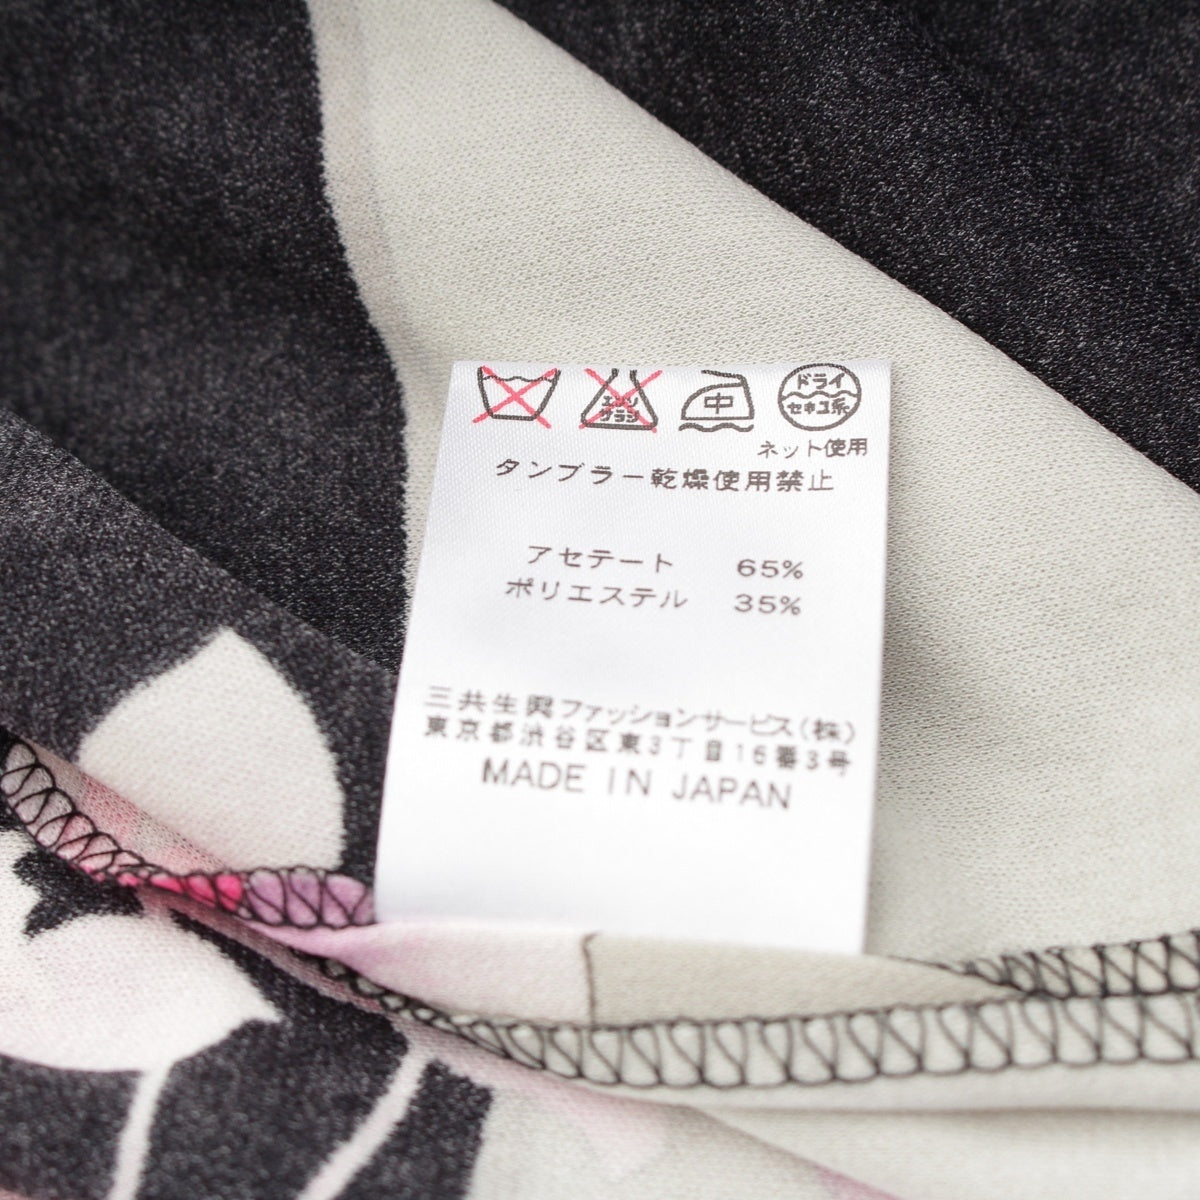 エンソ
サラシ
中
ドライ
セキユ系
ネット使用
タンブラー乾燥使用禁止
アセテート 65%
ポリエステル 35%
三共生興ファッションサービス(株)
東京都渋谷区東3丁目16番3号
MADE IN JAPAN